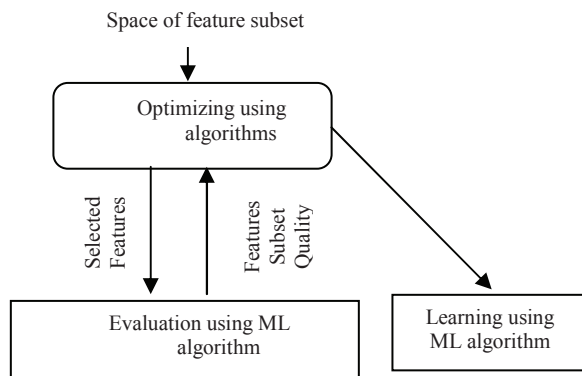 Space of feature subset
Optimizing using
algorithms
Selected
Features
Features
Subset
Quality
Evaluation using ML
algorithm
Learning using
ML algorithm